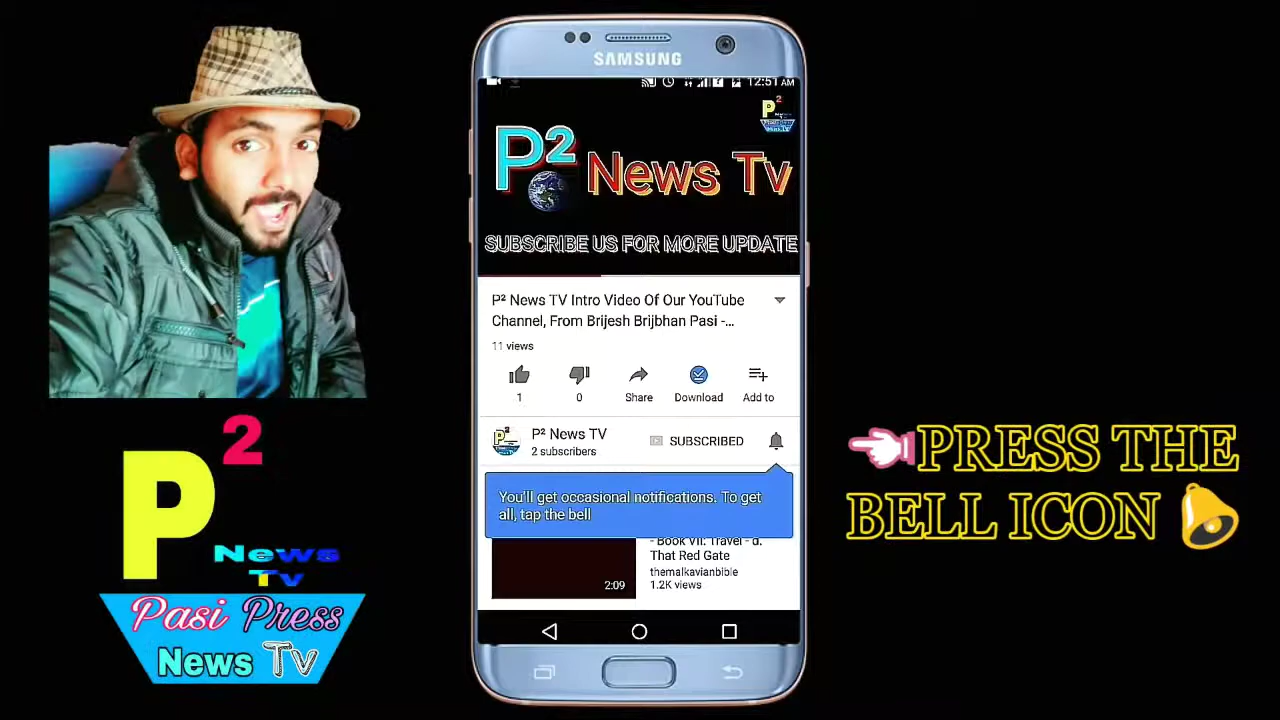 P²
News
Tv
Pasi Press
News Tv
SAMSUNG
12:51 AM
P²
P² News Tv
SUBSCRIBE US FOR MORE UPDATE
P² News TV Intro Video Of Our YouTube
Channel, From Brijesh Brijbhan Pasi -...
11 views
1 0 Share Download Add to
P² News TV
2 subscribers
SUBSCRIBED
You'll get occasional notifications. To get
all, tap the bell
- Book VII: Travel - d.
That Red Gate
themalkavianbible
1.2K views
2:09
PRESS THE
BELL ICON